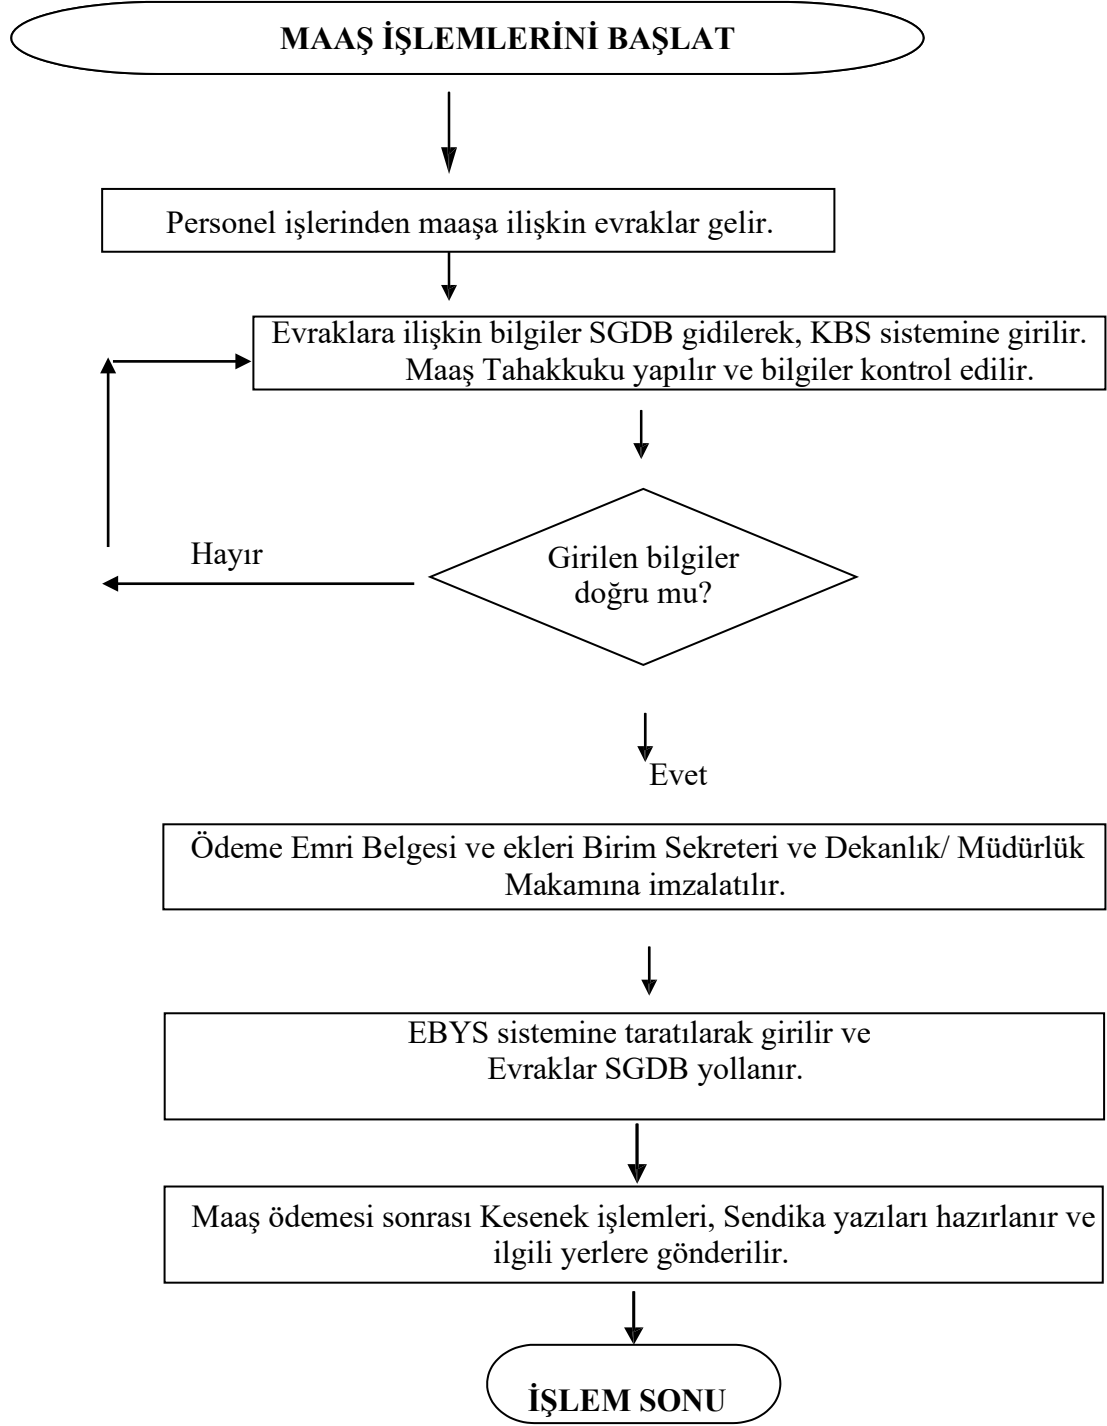 MAAŞ İŞLEMLERİNİ BAŞLAT
Personel işlerinden maaşa ilişkin evraklar gelir.
Evraklara ilişkin bilgiler SGDB gidilerek, KBS sistemine girilir.
Maaş Tahakkuku yapılır ve bilgiler kontrol edilir.
Girilen bilgiler
doğru mu?
Hayır
Evet
Ödeme Emri Belgesi ve ekleri Birim Sekreteri ve Dekanlık/ Müdürlük
Makamına imzalatılır.
EBYS sistemine taratılarak girilir ve
Evraklar SGDB yollanır.
Maaş ödemesi sonrası Kesenek işlemleri, Sendika yazıları hazırlanır ve
ilgili yerlere gönderilir.
İŞLEM SONU